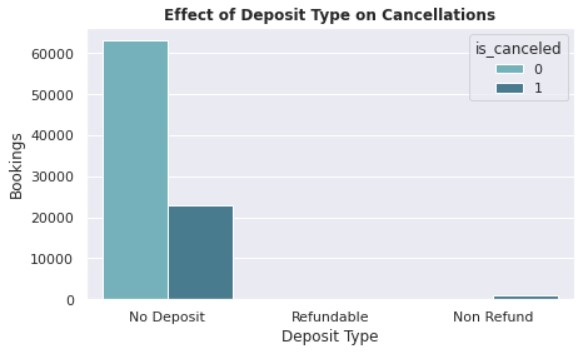 Effect of Deposit Type on Cancellations
is_canceled
0
1
60000
50000
40000
30000
20000
10000
0
Bookings
No Deposit Refundable Non Refund
Deposit Type